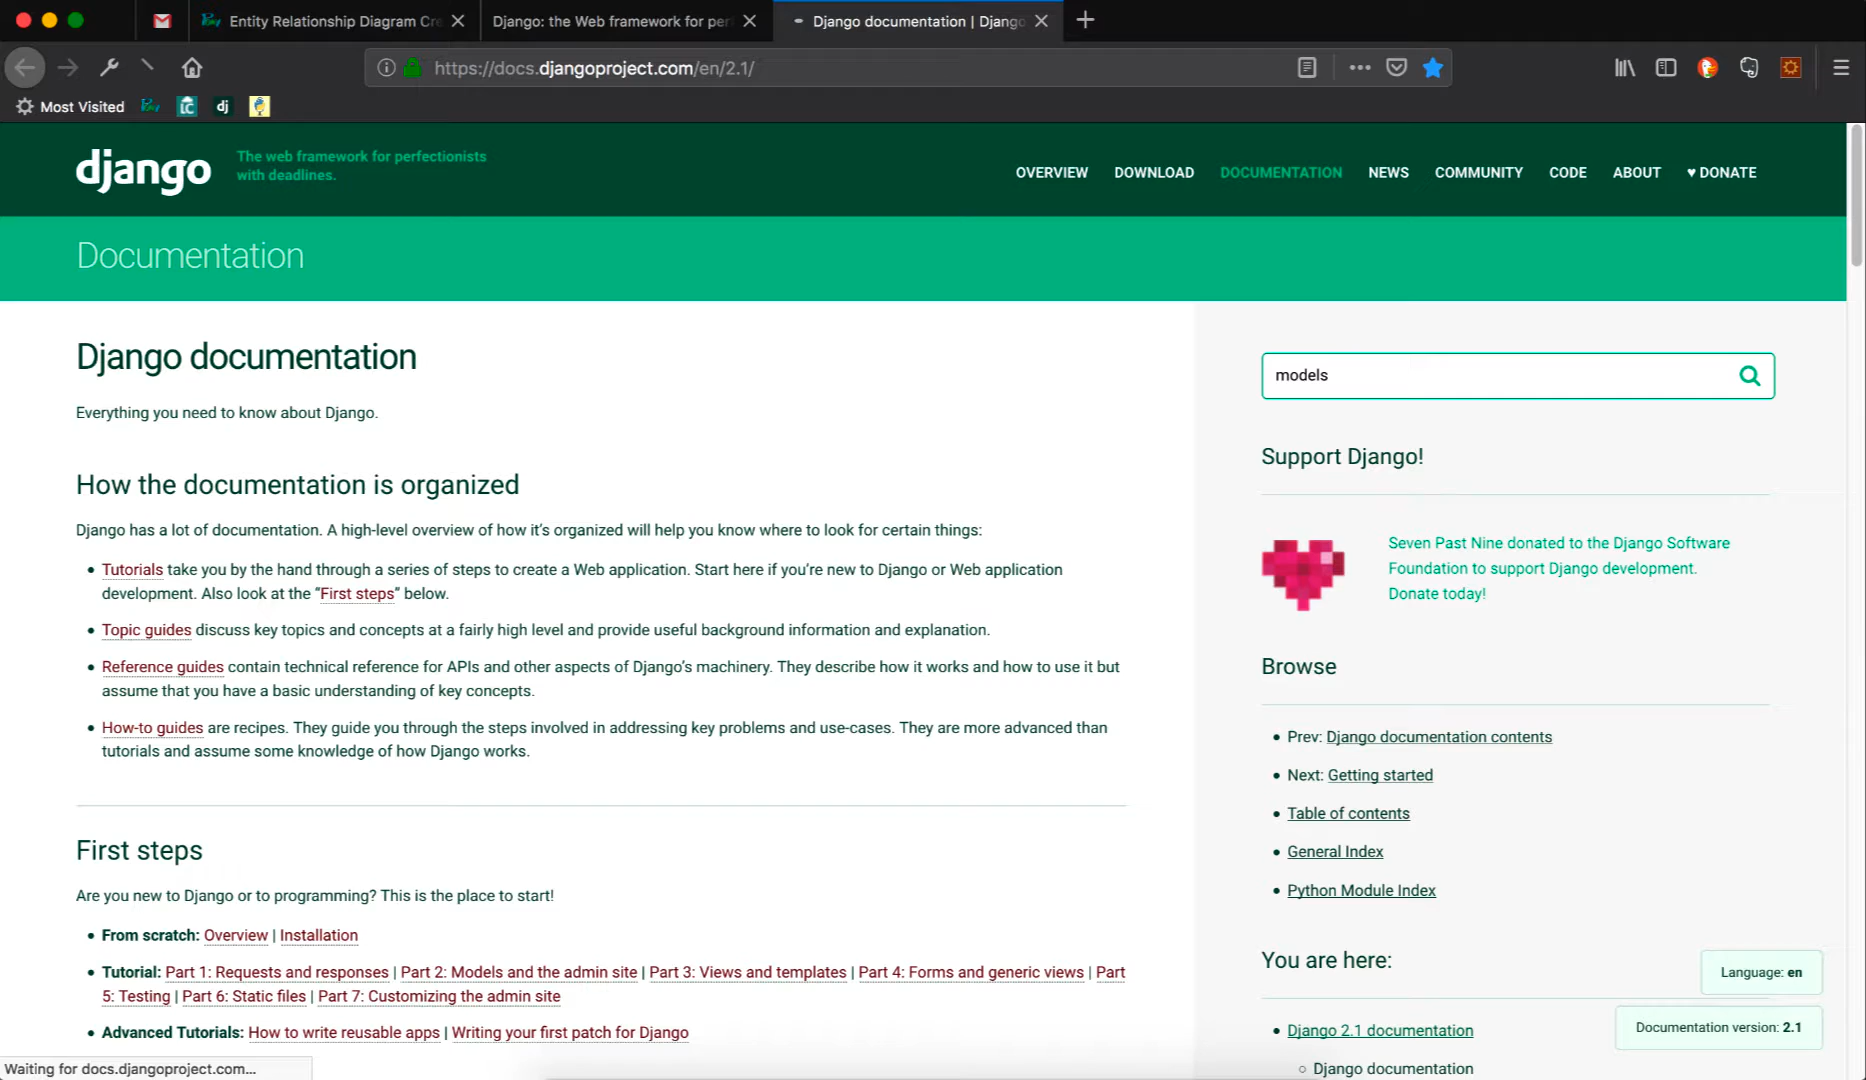 Entity Relationship Diagram Cre
Django: the Web framework for per
Django documentation | Django
https://docs.djangoproject.com/en/2.1/
Most Visited
dj
django
The web framework for perfectionists
with deadlines.
OVERVIEW DOWNLOAD DOCUMENTATION NEWS COMMUNITY CODE ABOUT ♥ DONATE
Documentation
Django documentation
Everything you need to know about Django.
How the documentation is organized
Django has a lot of documentation. A high-level overview of how it’s organized will help you know where to look for certain things:
• Tutorials take you by the hand through a series of steps to create a Web application. Start here if you’re new to Django or Web application
development. Also look at the “First steps” below.
• Topic guides discuss key topics and concepts at a fairly high level and provide useful background information and explanation.
• Reference guides contain technical reference for APIs and other aspects of Django’s machinery. They describe how it works and how to use it but
assume that you have a basic understanding of key concepts.
• How-to guides are recipes. They guide you through the steps involved in addressing key problems and use-cases. They are more advanced than
tutorials and assume some knowledge of how Django works.
First steps
Are you new to Django or to programming? This is the place to start!
• From scratch: Overview | Installation
• Tutorial: Part 1: Requests and responses | Part 2: Models and the admin site | Part 3: Views and templates | Part 4: Forms and generic views | Part
5: Testing | Part 6: Static files | Part 7: Customizing the admin site
• Advanced Tutorials: How to write reusable apps | Writing your first patch for Django
models
Support Django!
Seven Past Nine donated to the Django Software
Foundation to support Django development.
Donate today!
Browse
• Prev: Django documentation contents
• Next: Getting started
• Table of contents
• General Index
• Python Module Index
You are here:
• Django 2.1 documentation
○ Django documentation
Language: en
Documentation version: 2.1
Waiting for docs.djangoproject.com...